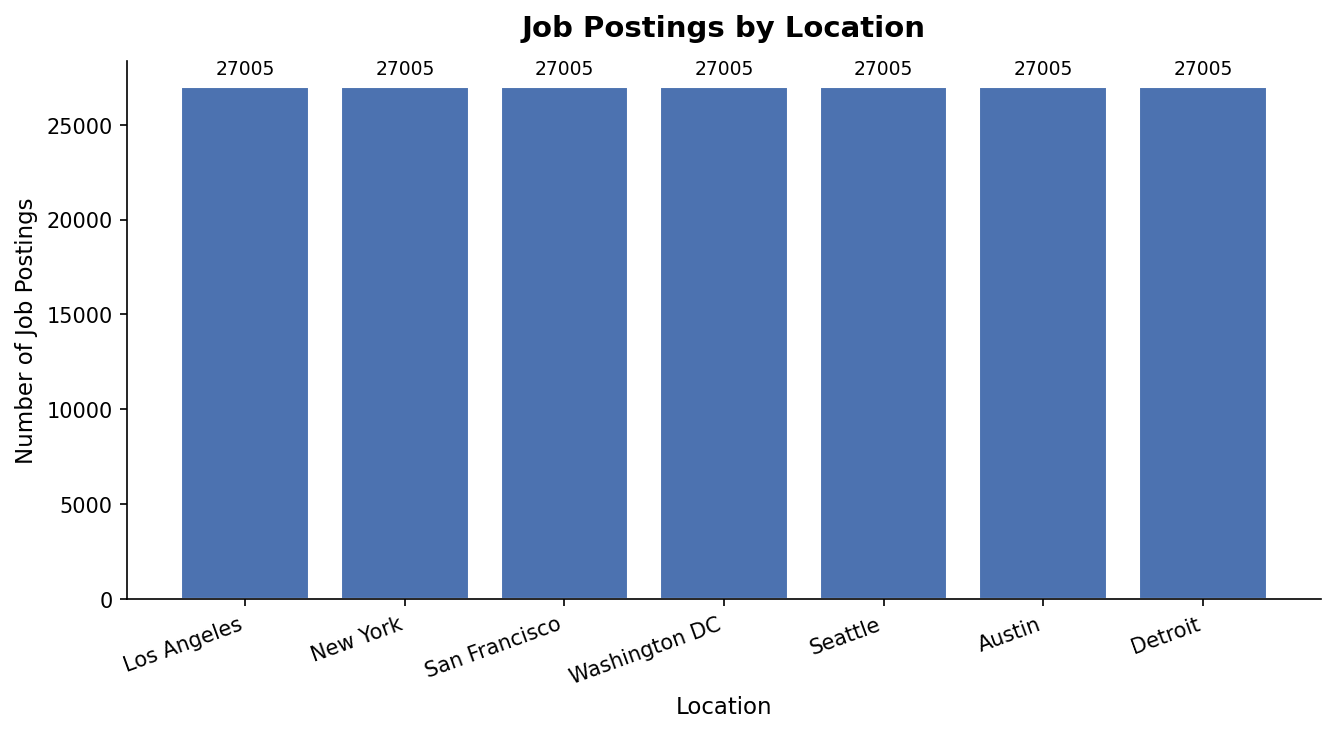 Job Postings by Location
27005 27005 27005 27005 27005 27005 27005
25000
20000
15000
10000
5000
0
Number of Job Postings
Los Angeles New York San Francisco Washington DC Seattle Austin Detroit
Location